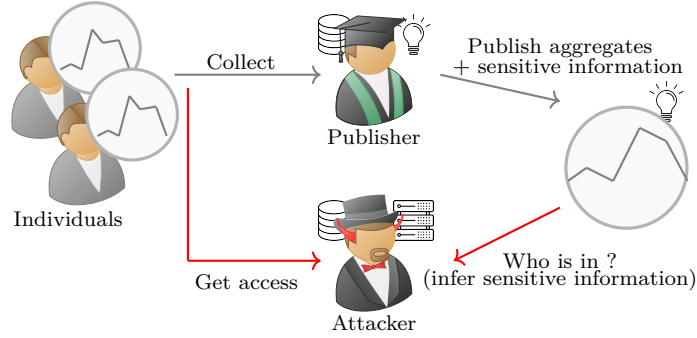 Collect
Publish aggregates
+ sensitive information
Publisher
Individuals
Get access
Who is in ?
(infer sensitive information)
Attacker